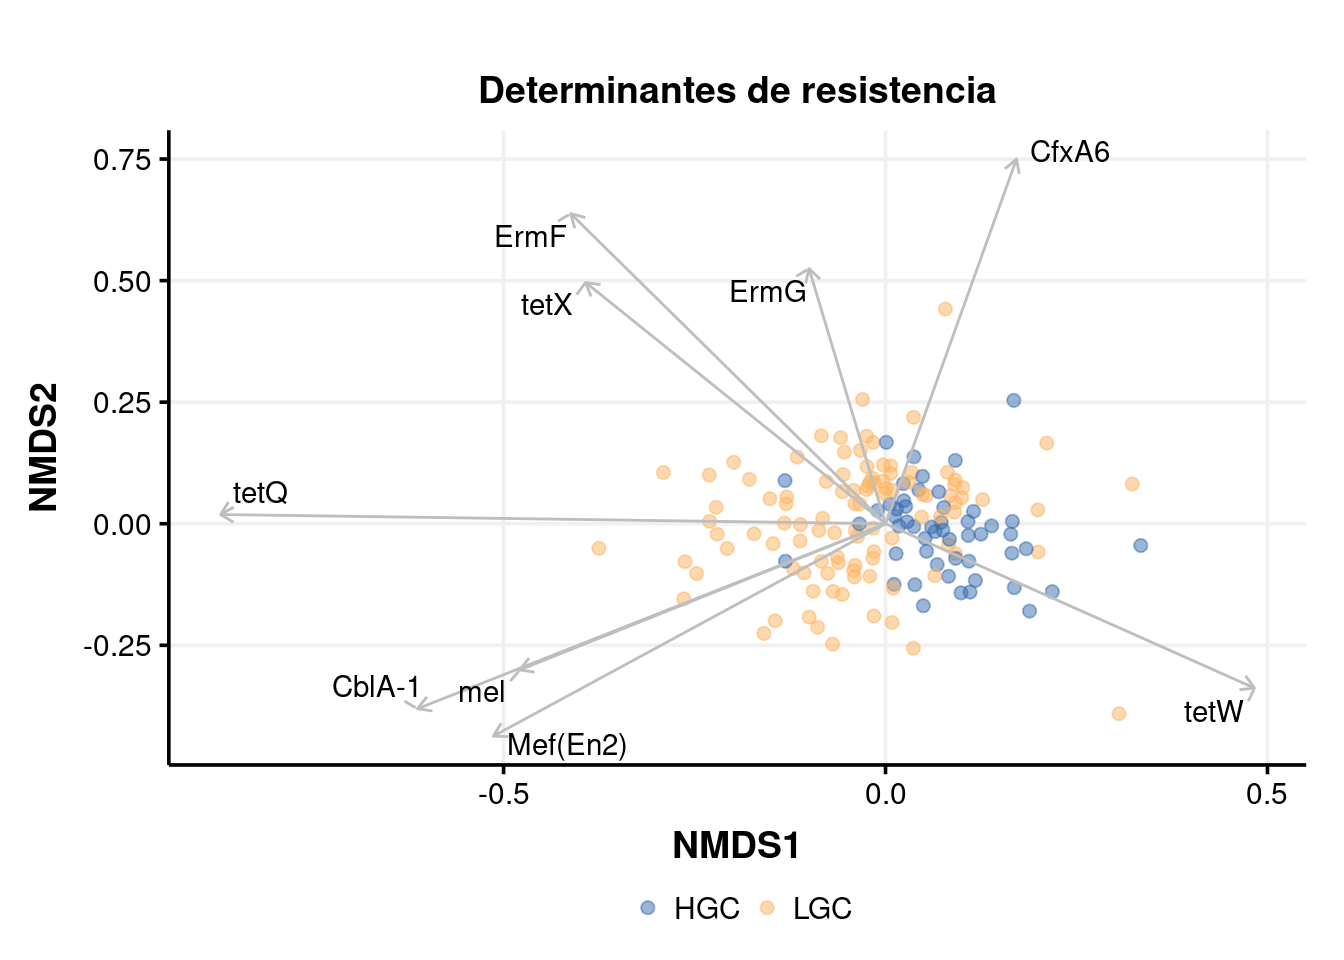 Determinantes de resistencia
NMDS2
0.75
0.50
0.25
0.00
-0.25
CfxA6
ErmF
ErmG
tetX
tetQ
CblA-1
mel
tetW
Mef(En2)
-0.5
0.0
0.5
NMDS1
HGC
LGC